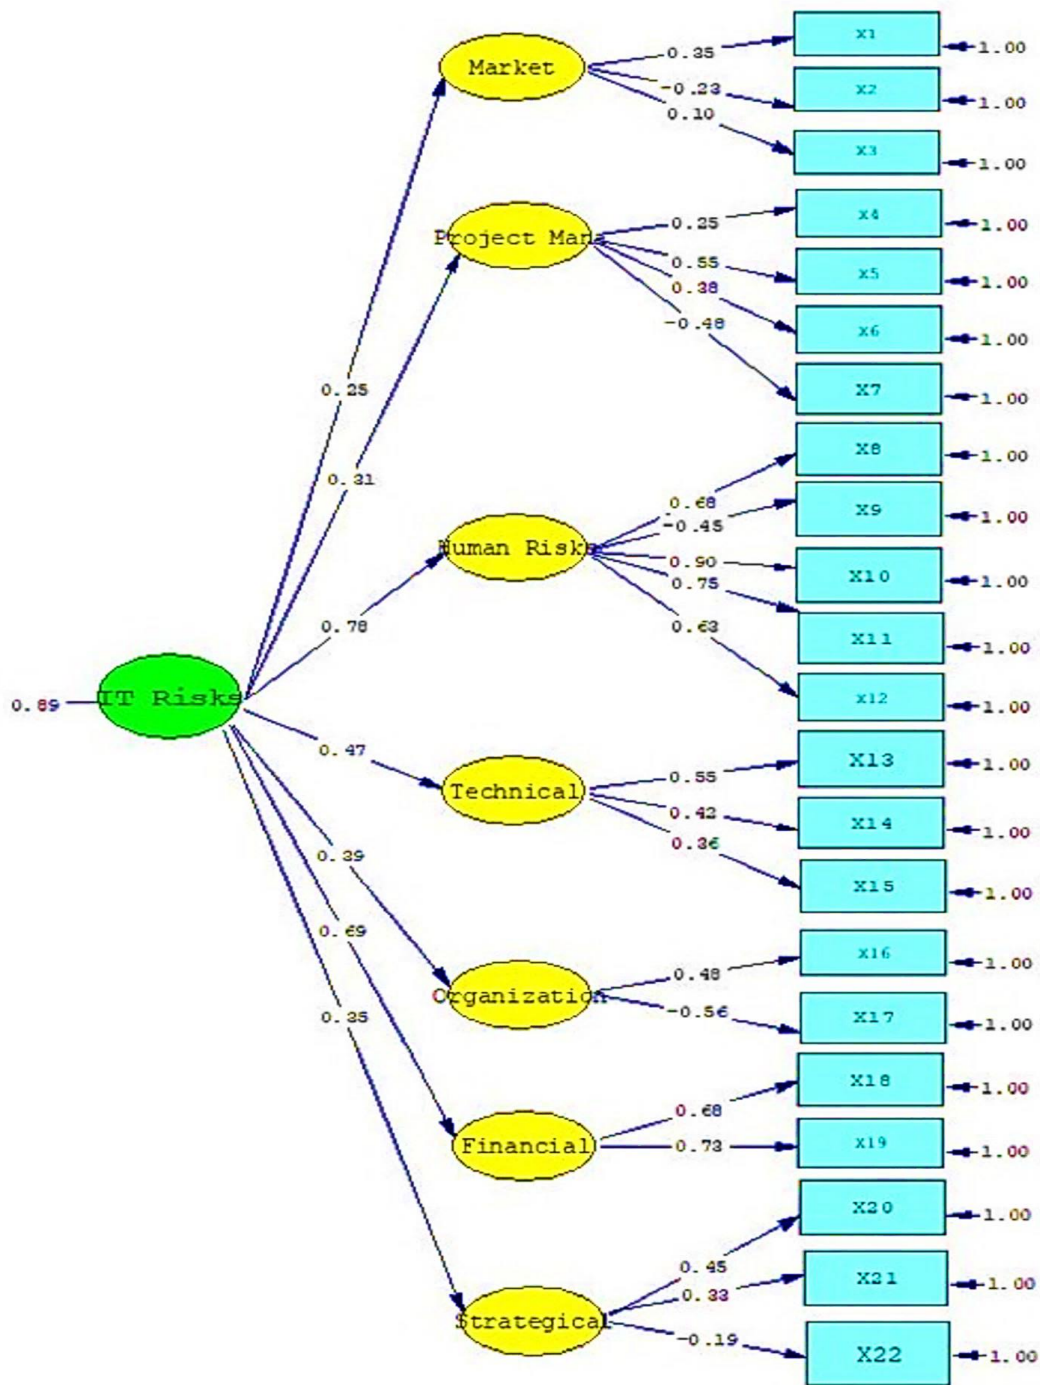 x1
0.35
1.00
Market
-0.23
x2
1.00
0.10
x3
1.00
x4
0.25
1.00
Project Mana
0.55
x5
1.00
0.38
-0.48
x6
1.00
0.25
X7
1.00
X8
1.00
0.31
0.68
X9
-0.45
1.00
Human Risks
0.90
X10
0.75
1.00
0.78
0.63
X11
1.00
IT Risks
x12
0.89
1.00
0.47
X13
1.00
0.55
Technical
0.42
X14
1.00
0.39
0.36
X15
1.00
0.69
x16
0.48
1.00
Organization
-0.56
X17
1.00
0.35
X18
1.00
0.68
Financial
0.73
x19
1.00
X20
1.00
0.45
X21
0.33
1.00
Strategical
-0.19
X22
1.00